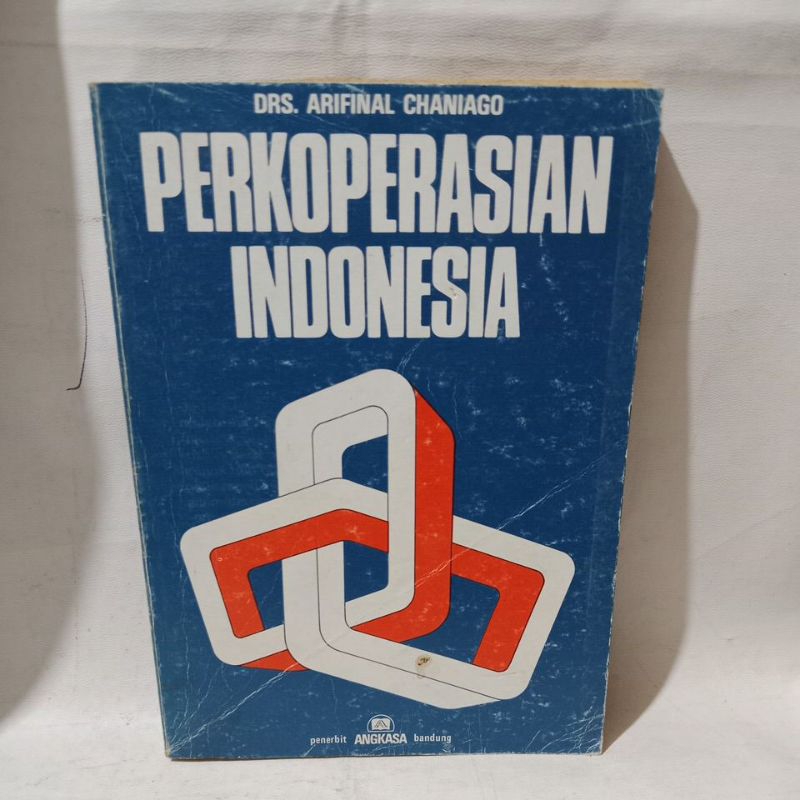 DRS. ARIFINAL CHANIAGO
PERKOPERASIAN
INDONESIA
penerbit ANGKASA bandung